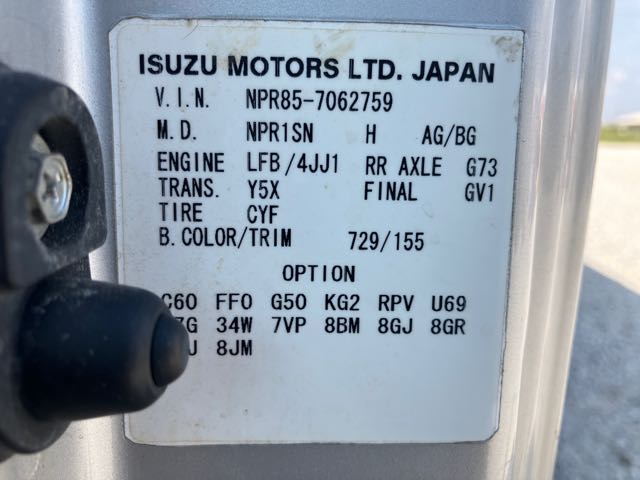 ISUZU MOTORS LTD. JAPAN
V.I.N. NPR85-7062759
M.D. NPR1SN H AG/BG
ENGINE LFB/4JJ1 RR AXLE G73
TRANS. Y5X FINAL GV1
TIRE CYF
B.COLOR/TRIM 729/155
OPTION
C60 FF0 G50 KG2 RPV U69
34W 7VP 8BM 8GJ 8GR
8JM